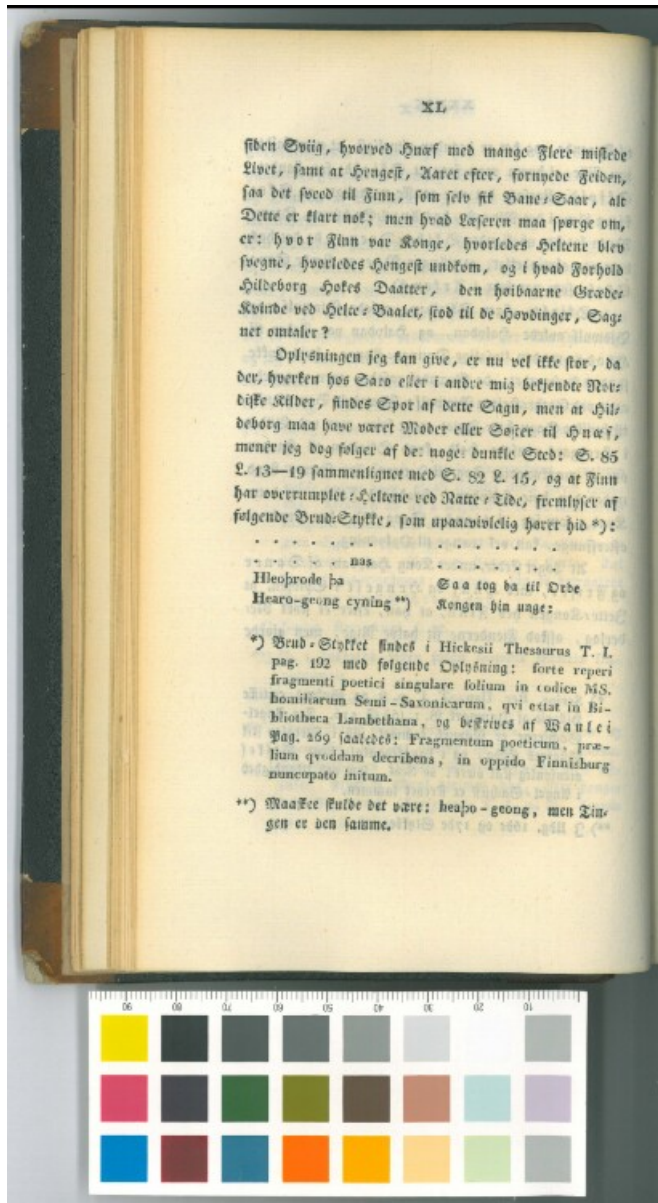 XL
siden Sviig, hvorved Hnæf med mange Flere mistede
Livet, samt at Hengest, Aaret efter, fornyede Feiden,
saa det sveed til Finn, som selv fik Bane-Saar, alt
Dette er klart nok; men hvad Læseren maa spørge om,
er: hvor Finn var Konge, hvorledes Heltene blev
svegne, hvorledes Hengest undkom, og i hvad Forhold
Hildeborg Hokes Daatter, den høibaarne Græde-
Kvinde ved Helte-Baalet, stod til de Høvdinger, Sag-
net omtaler?
Oplysningen jeg kan give, er nu vel ikke stor, da
der, hverken hos Saxo eller i andre mig bekjendte Nor-
diske Kilder, findes Spor af dette Sagn, men at Hil-
deborg maa have været Moder eller Søster til Hnæf,
mener jeg dog følger af det noget dunkle Sted: S. 85
L. 13—19 sammenlignet med S. 82 L. 15, og at Finn
har overrumplet Heltene ved Natte-Tide, fremlyser af
følgende Brud-Stykke, som upaatvivlelig hører hid *):
. . . . . . . . . . . . . .
. . . . . nas . . . . . . .
Hleoþrode þa Saa tog da til Orde
Hearo-geong cyning **) Kongen hin unge:
*) Brud-Stykket findes i Hickesii Thesaurus T. I.
pag. 192 med følgende Oplysning: forte reperi
fragmenti poetici singulare folium in codice MS.
homiliarum Semi-Saxonicarum, qvi extat in Bi-
bliotheca Lambethana, og beskrives af Wanlei
Pag. 269 saaledes: Fragmentum poeticum, præ-
lium qvoddam decribens, in oppido Finnisburg
nuncupato initum.
**) Maaskee skulde det være: heaþo-geong, men Tin-
gen er den samme.
90 80 70 60 50 40 30 20 10